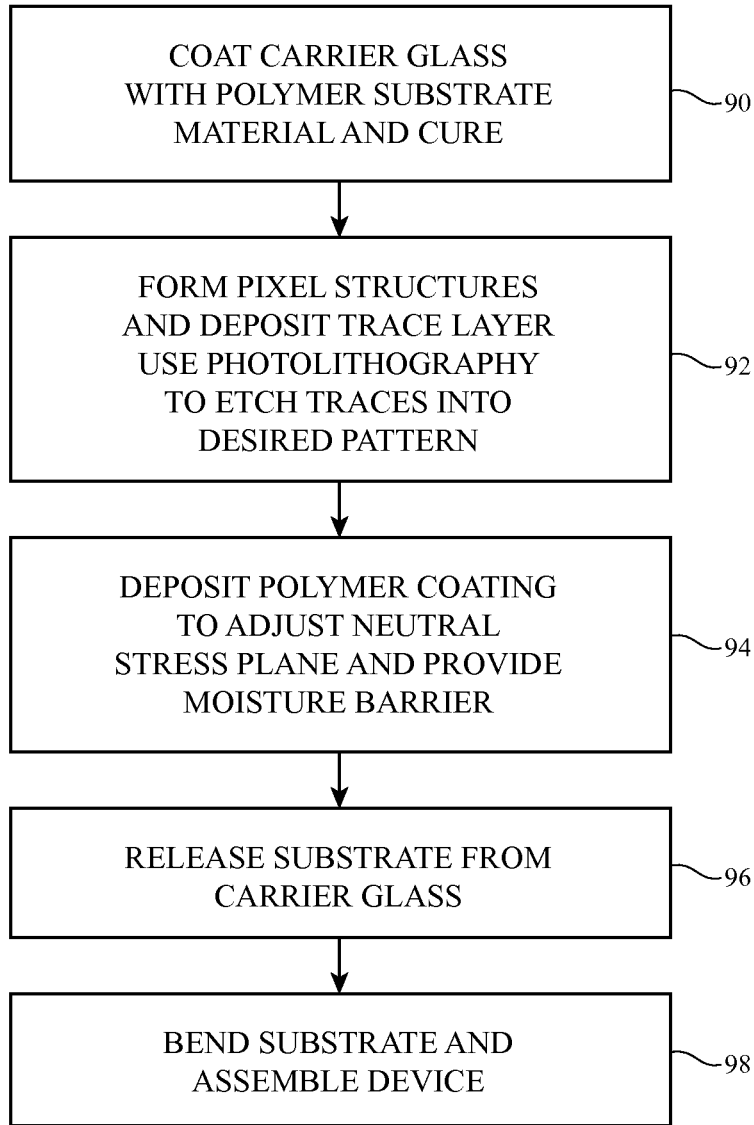 COAT CARRIER GLASS
WITH POLYMER SUBSTRATE
MATERIAL AND CURE
90
FORM PIXEL STRUCTURES
AND DEPOSIT TRACE LAYER
USE PHOTOLITHOGRAPHY
TO ETCH TRACES INTO
DESIRED PATTERN
92
DEPOSIT POLYMER COATING
TO ADJUST NEUTRAL
STRESS PLANE AND PROVIDE
MOISTURE BARRIER
94
RELEASE SUBSTRATE FROM
CARRIER GLASS
96
BEND SUBSTRATE AND
ASSEMBLE DEVICE
98